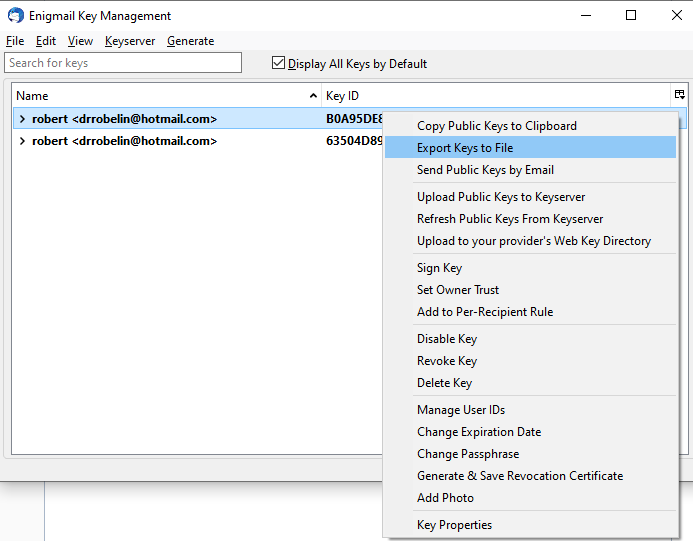 Enigmail Key Management
File Edit View Keyserver Generate
Search for keys
Display All Keys by Default
Name Key ID
robert <drrobelin@hotmail.com> B0A95DE8
robert <drrobelin@hotmail.com> 63504D89
Copy Public Keys to Clipboard
Export Keys to File
Send Public Keys by Email
Upload Public Keys to Keyserver
Refresh Public Keys From Keyserver
Upload to your provider's Web Key Directory
Sign Key
Set Owner Trust
Add to Per-Recipient Rule
Disable Key
Revoke Key
Delete Key
Manage User IDs
Change Expiration Date
Change Passphrase
Generate & Save Revocation Certificate
Add Photo
Key Properties